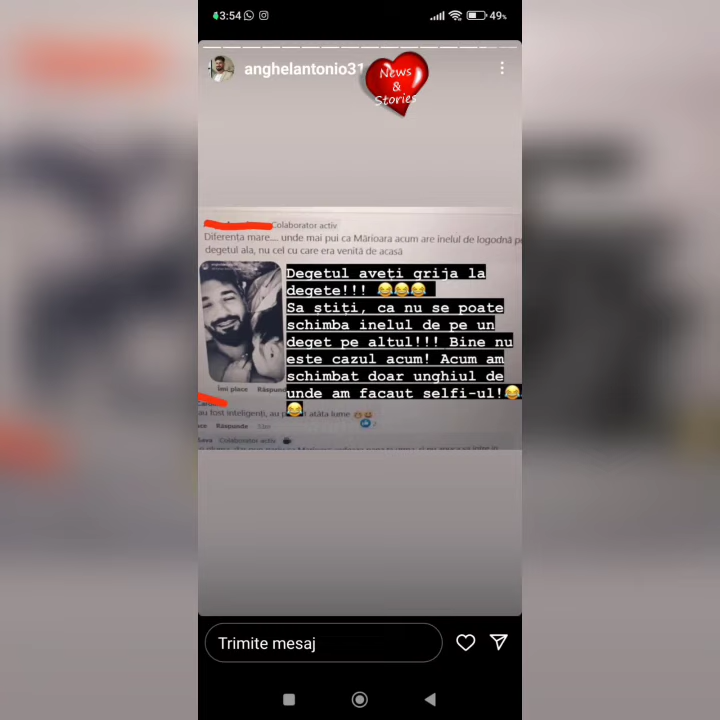 3:54
49%
anghelantonio31
News
&
Stories
Colaborator activ
Diferența mare.... unde mai pui ca Mărioara acum are inelul de logodnă pe
degetul ala, nu cel cu care era venită de acasă
Degetul aveți grija la
degete!!! 😂😂😂
Sa știți, ca nu se poate
schimba inelul de pe un
deget pe altul!!! Bine nu
este cazul acum! Acum am
schimbat doar unghiul de
unde am facaut selfi-ul!😂
😂
Îmi place Răspund
au fost inteligenți, au atâta lume
Răspunde
2
Colaborator activ
Trimite mesaj